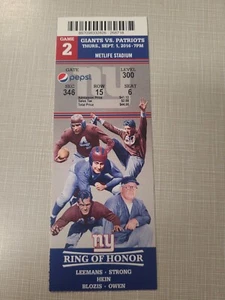 GAME
2
GIANTS VS. PATRIOTS
THURS., SEPT. 1, 2016 - 7PM
METLIFE STADIUM
pepsi
GATE
LEVEL
300
SEC
346
ROW
15
SEAT
6
NY
RING OF HONOR
LEEMANS - STRONG
HEIN
BLOZIS - OWEN